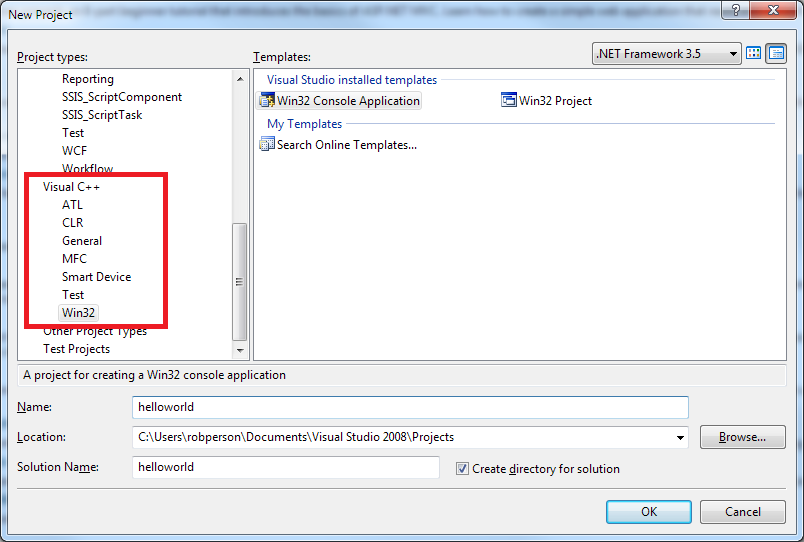 New Project
Project types:
Templates:
.NET Framework 3.5
Reporting
SSIS_ScriptComponent
SSIS_ScriptTask
Test
WCF
Workflow
Visual C++
ATL
CLR
General
MFC
Smart Device
Test
Win32
Other Project Types
Test Projects
Visual Studio installed templates
Win32 Console Application
Win32 Project
My Templates
Search Online Templates...
A project for creating a Win32 console application
Name:
helloworld
Location:
C:\Users\robperson\Documents\Visual Studio 2008\Projects
Browse...
Solution Name:
helloworld
Create directory for solution
OK
Cancel